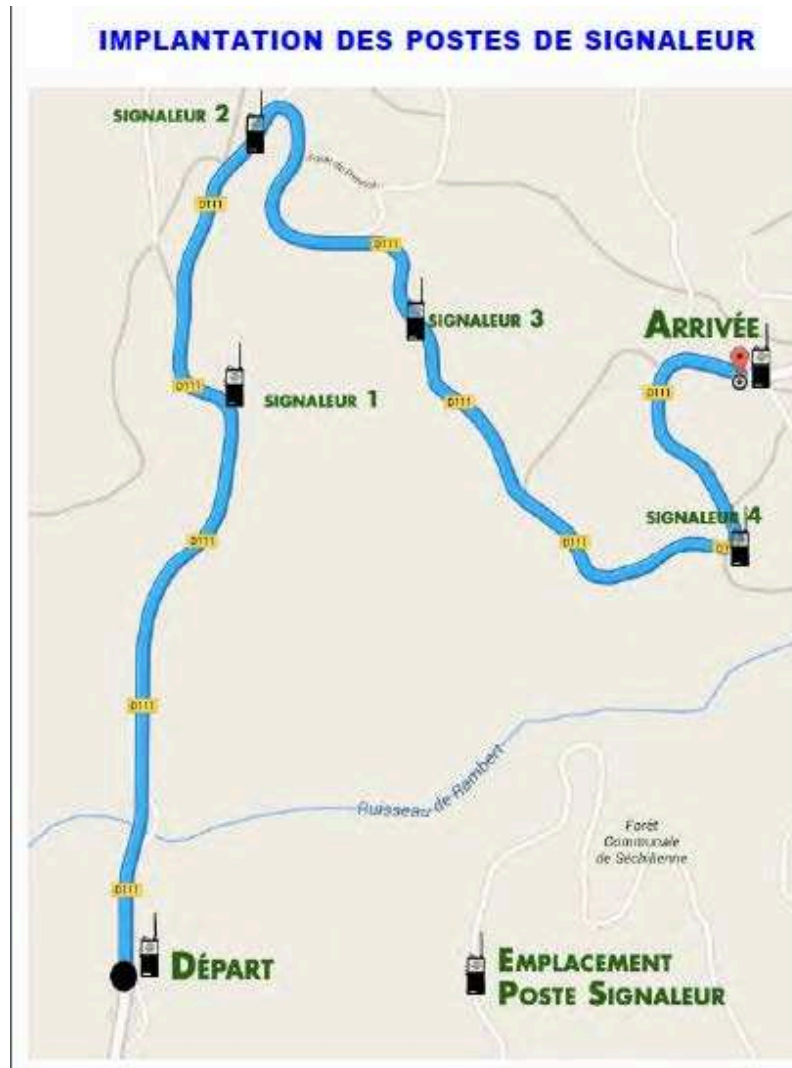 IMPLANTATION DES POSTES DE SIGNALEUR
SIGNALEUR 2
D111
D111
SIGNALEUR 3
ARRIVÉE
D111
SIGNALEUR 1
D111
D111
SIGNALEUR 4
D111
D111
D111
Ruisseau de Rambert
Forêt
Communale
de Séchilienne
D111
DÉPART
EMPLACEMENT
POSTE SIGNALEUR